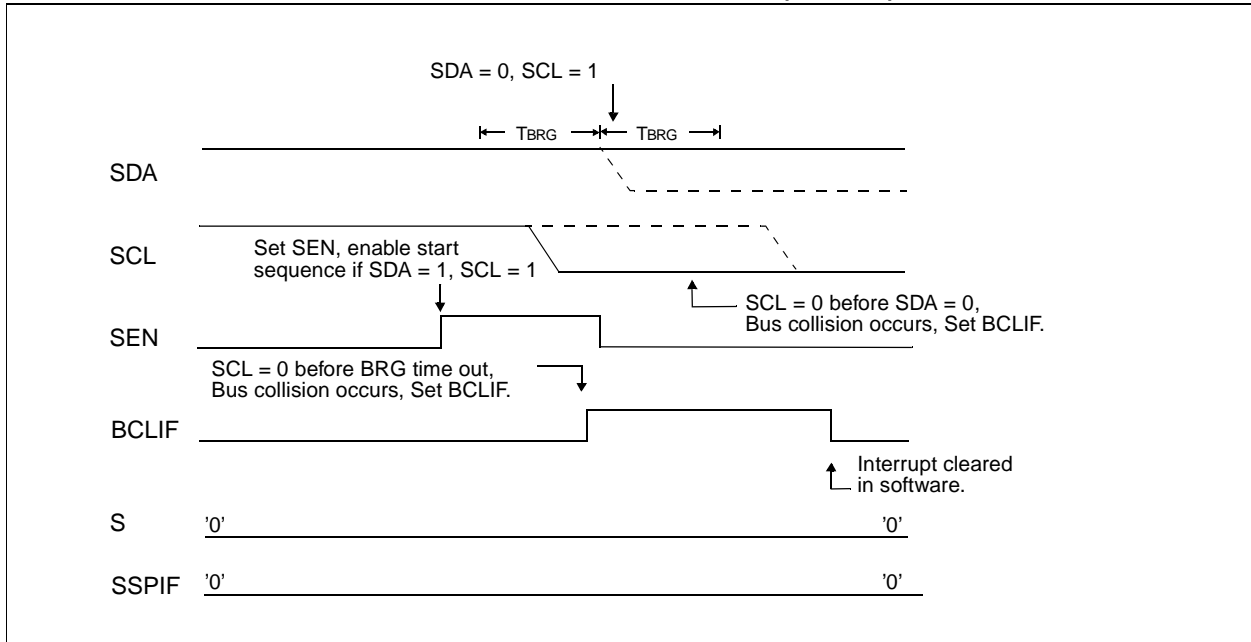 SDA = 0, SCL = 1
TBRG TBRG
SDA
SCL
Set SEN, enable start
sequence if SDA = 1, SCL = 1
SCL = 0 before SDA = 0,
Bus collision occurs, Set BCLIF.
SEN
SCL = 0 before BRG time out,
Bus collision occurs, Set BCLIF.
BCLIF
Interrupt cleared
in software.
S '0' '0'
SSPIF '0' '0'